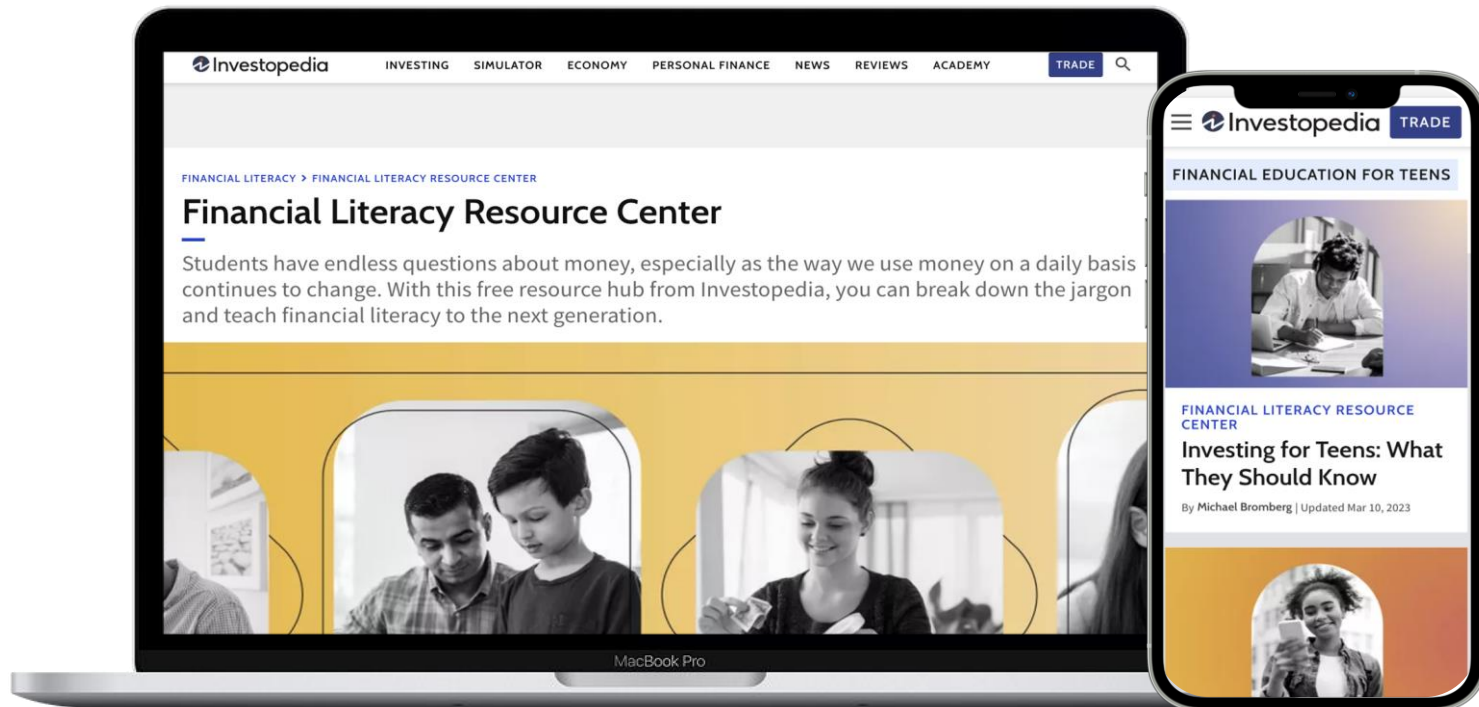 Investopedia INVESTING SIMULATOR ECONOMY PERSONAL FINANCE NEWS REVIEWS ACADEMY TRADE
FINANCIAL LITERACY > FINANCIAL LITERACY RESOURCE CENTER
Financial Literacy Resource Center
Students have endless questions about money, especially as the way we use money on a daily basis
continues to change. With this free resource hub from Investopedia, you can break down the jargon
and teach financial literacy to the next generation.
MacBook Pro
Investopedia TRADE
FINANCIAL EDUCATION FOR TEENS
FINANCIAL LITERACY RESOURCE
CENTER
Investing for Teens: What
They Should Know
By Michael Bromberg | Updated Mar 10, 2023